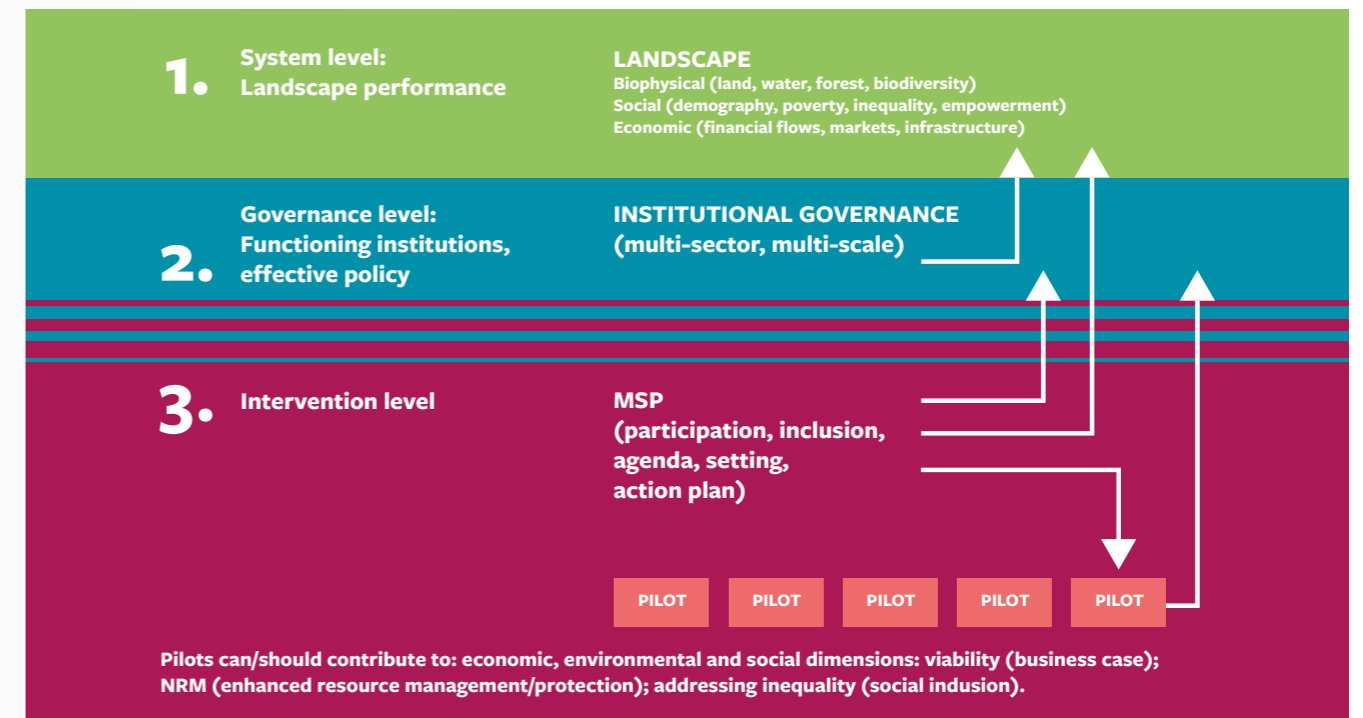 1.
System level:
Landscape performance
LANDSCAPE
Biophysical (land, water, forest, biodiversity)
Social (demography, poverty, inequality, empowerment)
Economic (financial flows, markets, infrastructure)
2.
Governance level:
Functioning institutions,
effective policy
INSTITUTIONAL GOVERNANCE
(multi-sector, multi-scale)
3.
Intervention level
MSP
(participation, inclusion,
agenda, setting,
action plan)
PILOT
PILOT
PILOT
PILOT
PILOT
Pilots can/should contribute to: economic, environmental and social dimensions: viability (business case);
NRM (enhanced resource management/protection); addressing inequality (social indusion).